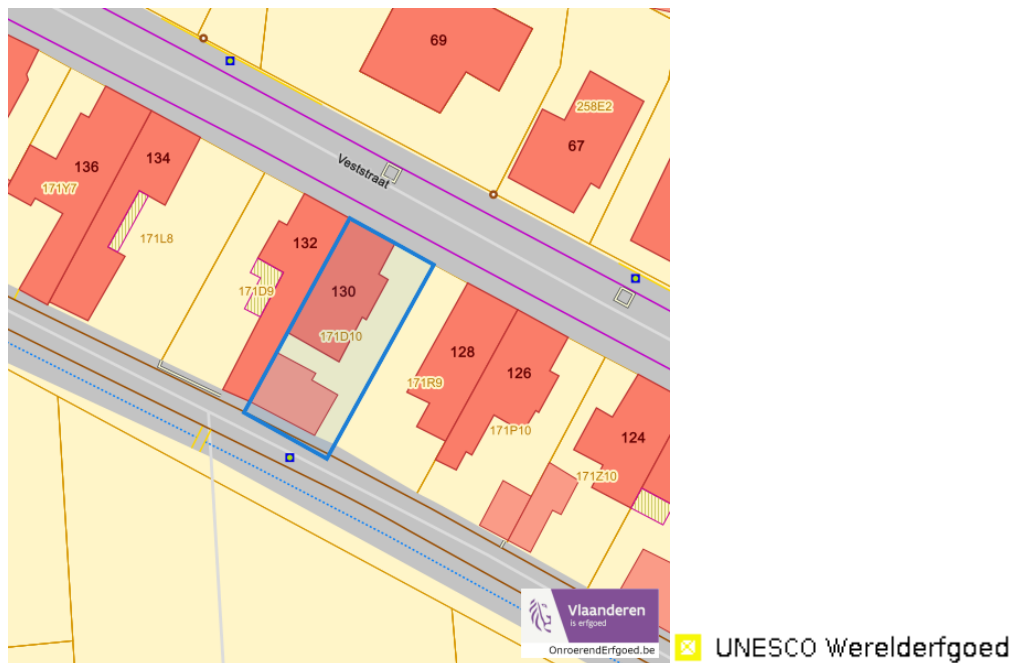 69
258E2
67
Veststraat
136
134
171Y7
171L8
132
171D9
130
171D10
128
171R9
126
171P10
124
171Z10
Vlaanderen
is erfgoed
OnroerendErfgoed.be
UNESCO Werelderfgoed